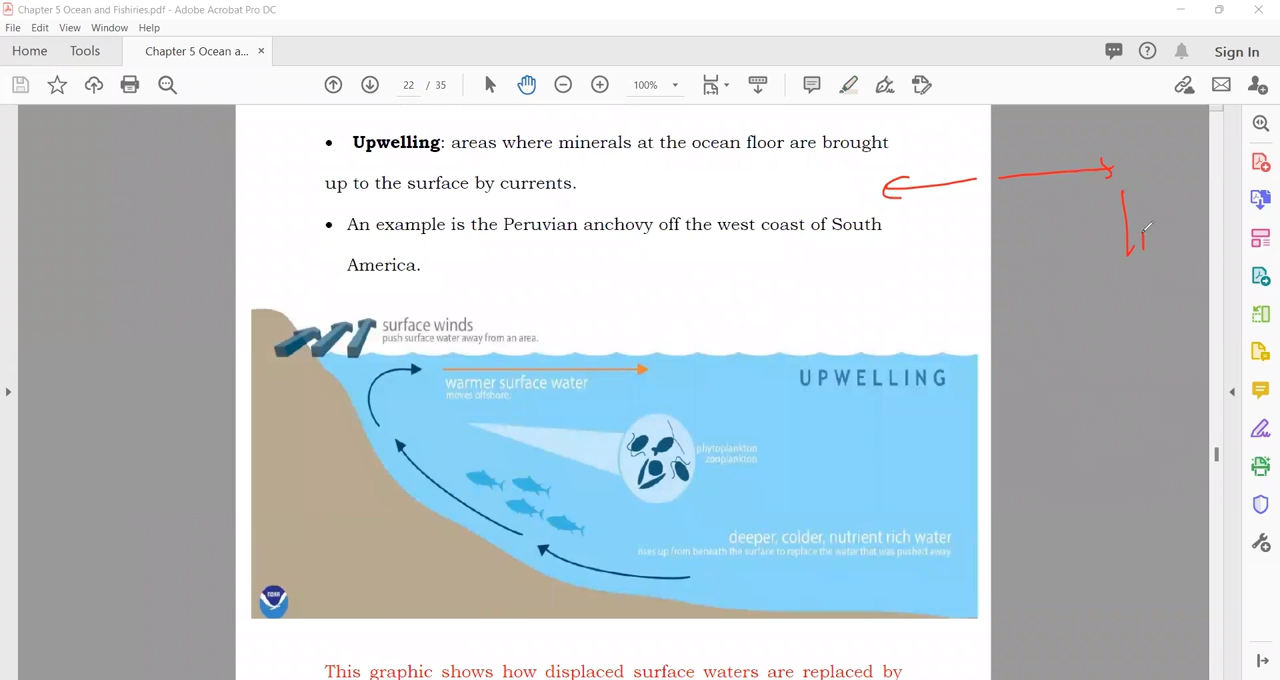 Chapter 5 Ocean and Fishiries.pdf - Adobe Acrobat Pro DC
File Edit View Window Help
Home Tools Chapter 5 Ocean a... × Sign In
22 / 35 100%
• Upwelling: areas where minerals at the ocean floor are brought
up to the surface by currents.
• An example is the Peruvian anchovy off the west coast of South
America.
surface winds
push surface water away from an area.
UPWELLING
warmer surface water
moves offshore.
phytoplankton
zooplankton
deeper, colder, nutrient rich water
rises up from beneath the surface to replace the water that was pushed away
NOAA
This graphic shows how displaced surface waters are replaced by